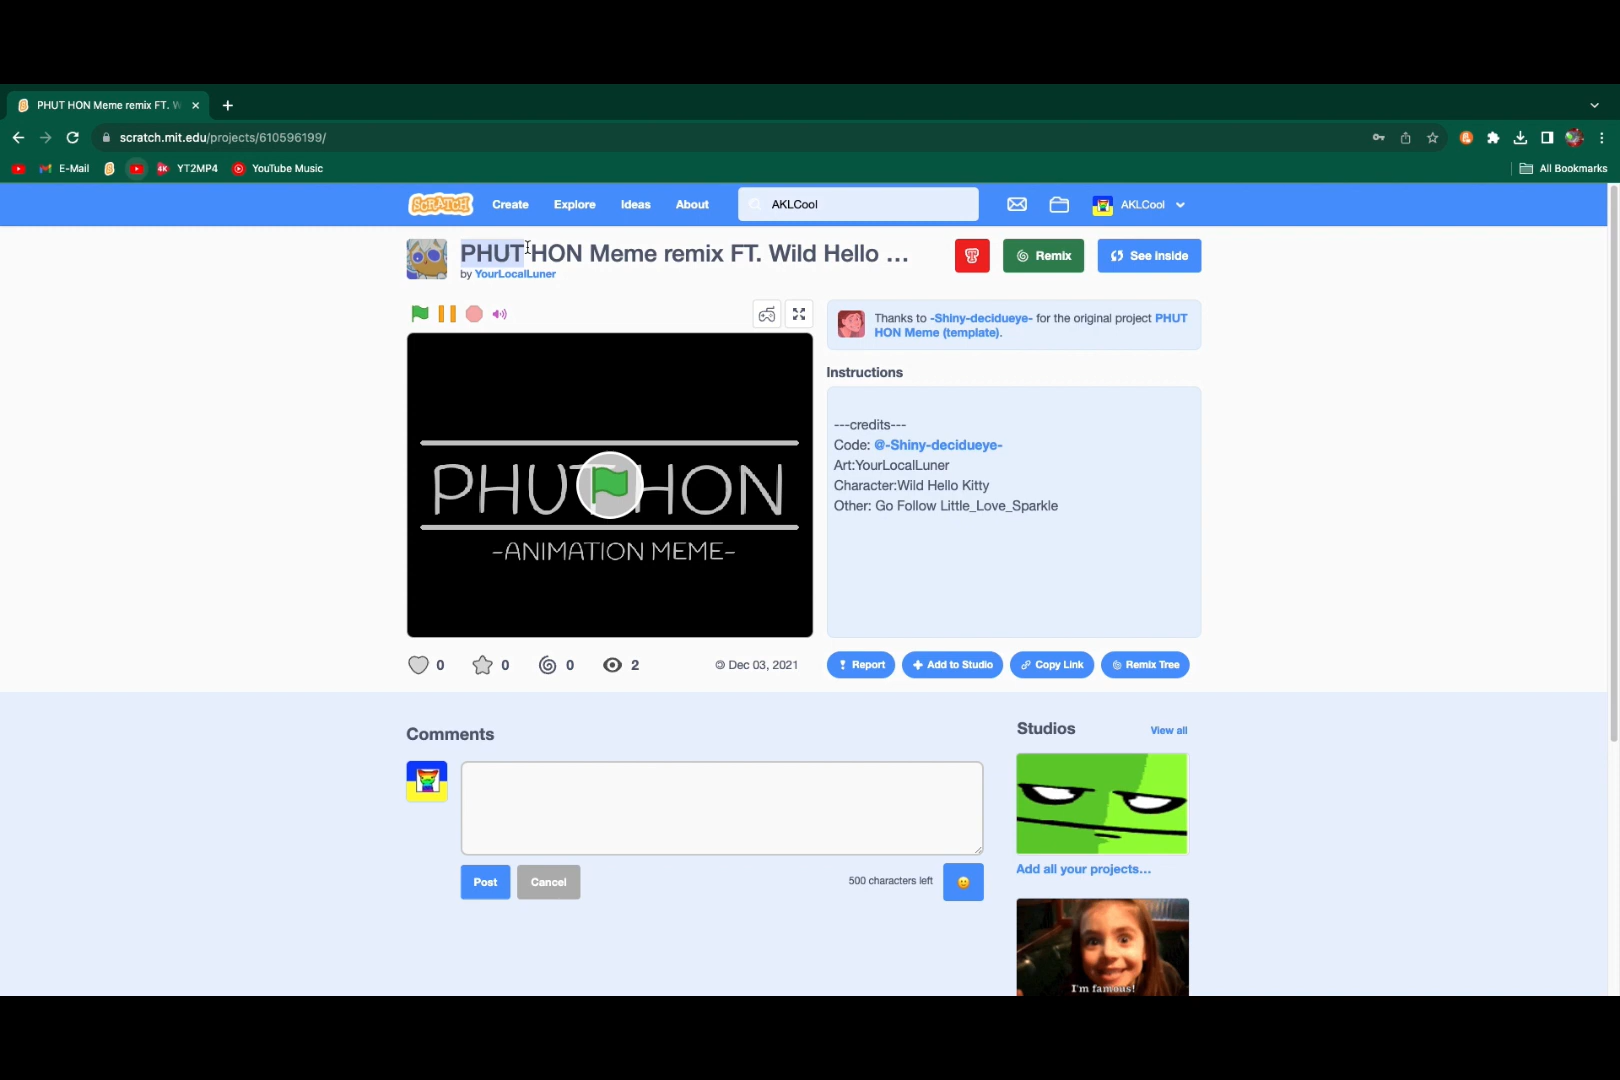 PHUT HON Meme remix FT. W
scratch.mit.edu/projects/610596199/
E-Mail
YT2MP4
YouTube Music
All Bookmarks
SCRATCH
Create
Explore
Ideas
About
AKLCool
AKLCool
PHUT HON Meme remix FT. Wild Hello ...
by YourLocalLuner
Remix
See inside
Thanks to -Shiny-decidueye- for the original project PHUT
HON Meme (template).
Instructions
---credits---
Code: @-Shiny-decidueye-
Art:YourLocalLuner
Character:Wild Hello Kitty
Other: Go Follow Little_Love_Sparkle
PHUT HON
-ANIMATION MEME-
0
0
0
2
© Dec 03, 2021
Report
Add to Studio
Copy Link
Remix Tree
Comments
Studios
View all
Post
Cancel
500 characters left
Add all your projects...
I'm famous!